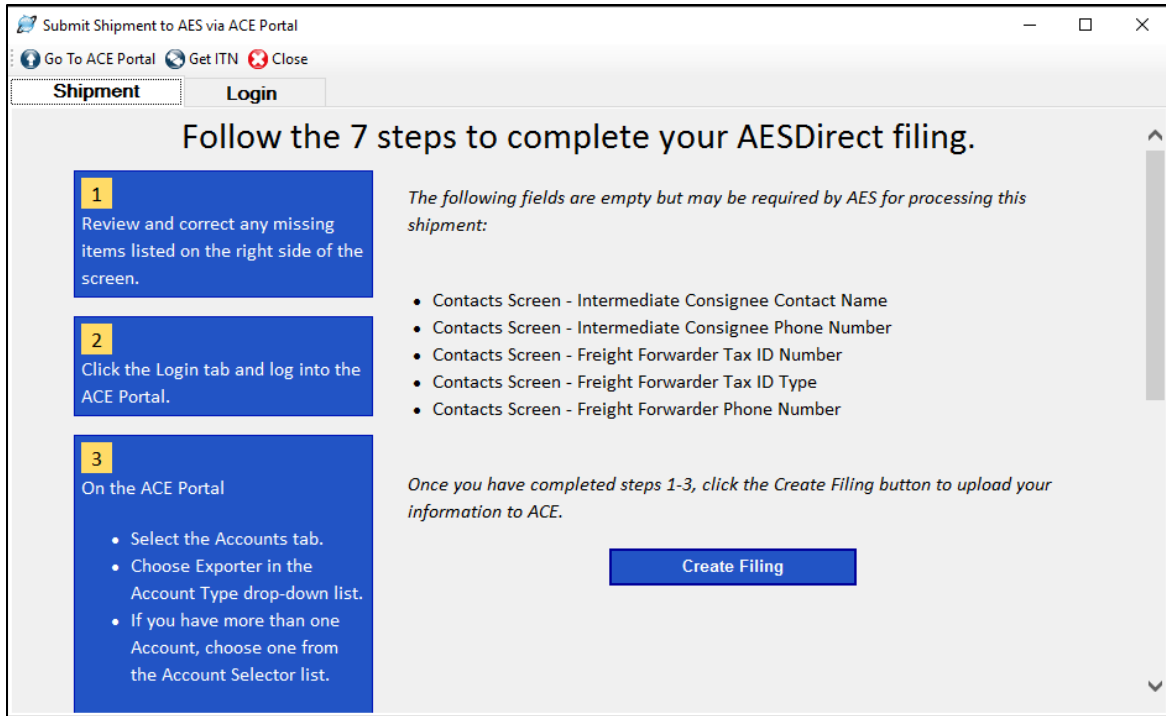 Submit Shipment to AES via ACE Portal
Go To ACE Portal Get ITN Close
Shipment Login
Follow the 7 steps to complete your AESDirect filing.
1
Review and correct any missing
items listed on the right side of the
screen.
2
Click the Login tab and log into the
ACE Portal.
3
On the ACE Portal
• Select the Accounts tab.
• Choose Exporter in the
Account Type drop-down list.
• If you have more than one
Account, choose one from
the Account Selector list.
The following fields are empty but may be required by AES for processing this
shipment:
• Contacts Screen - Intermediate Consignee Contact Name
• Contacts Screen - Intermediate Consignee Phone Number
• Contacts Screen - Freight Forwarder Tax ID Number
• Contacts Screen - Freight Forwarder Tax ID Type
• Contacts Screen - Freight Forwarder Phone Number
Once you have completed steps 1-3, click the Create Filing button to upload your
information to ACE.
Create Filing